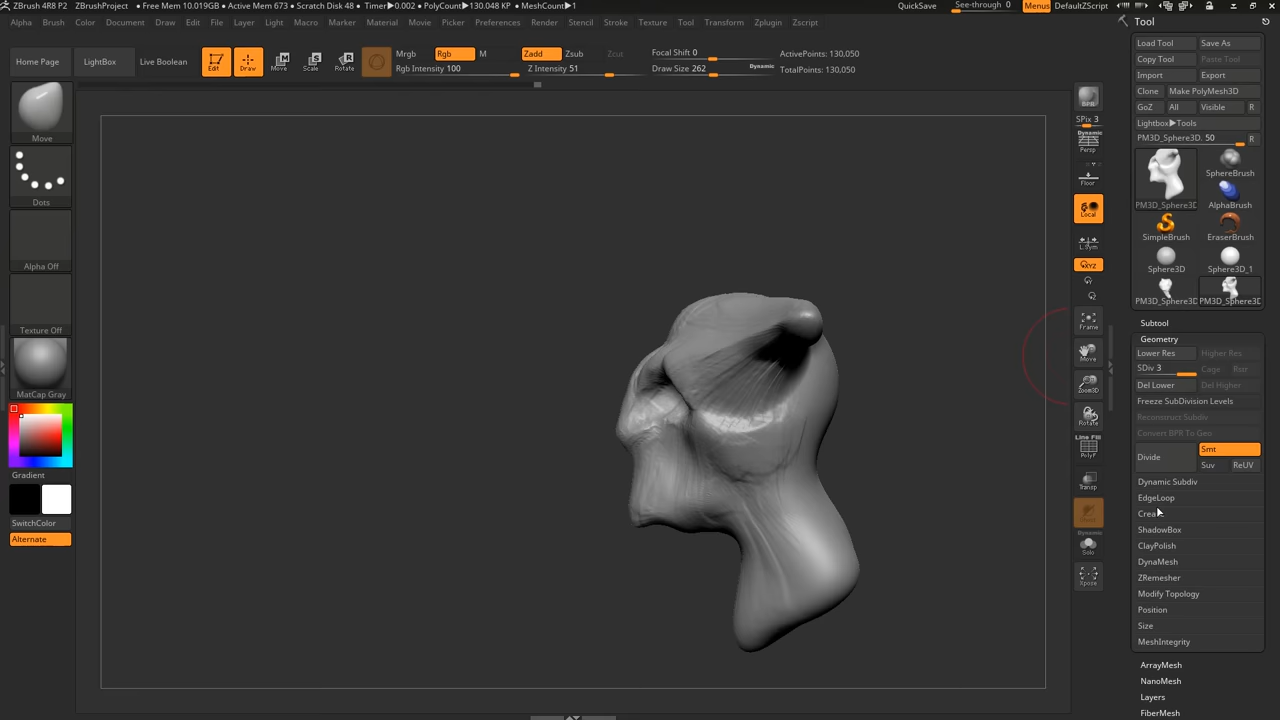 ZBrush 4R8 P2 ZBrushProject • Free Mem 10.019GB • Active Mem 673 • Scratch Disk 48 • Timer▶0.002 • PolyCount▶130.048 KP • MeshCount▶1 QuickSave See-through 0 Menus DefaultZScript
Alpha Brush Color Document Draw Edit File Layer Light Macro Marker Material Movie Picker Preferences Render Stencil Stroke Texture Tool Transform Zplugin Zscript
Home Page LightBox Live Boolean Edit Draw Move Scale Rotate
Mrgb Rgb M Zadd Zsub Zcut
Rgb Intensity 100 Z Intensity 51
Focal Shift 0 ActivePoints: 130,050
Draw Size 262 Dynamic TotalPoints: 130,050
Move
Dots
Alpha Off
Texture Off
MatCap Gray
Gradient
SwitchColor
Alternate
BPR
SPix 3
Dynamic
Persp
Floor
Local
L.Sym
XYZ
Frame
Move
Zoom3D
Rotate
Line Fill
PolyF
Transp
Dynamic
Solo
Xpose
Tool
Load Tool Save As
Copy Tool Paste Tool
Import Export
Clone Make PolyMesh3D
GoZ All Visible R
Lightbox▶Tools
PM3D_Sphere3D. 50 R
SphereBrush
PM3D_Sphere3D AlphaBrush
SimpleBrush EraserBrush
Sphere3D Sphere3D_1
PM3D_Sphere3D PM3D_Sphere3D
Subtool
Geometry
Lower Res Higher Res
SDiv 3 Cage Rstr
Del Lower Del Higher
Freeze SubDivision Levels
Reconstruct Subdiv
Convert BPR To Geo
Divide Smt
Suv ReUV
Dynamic Subdiv
EdgeLoop
Crease
ShadowBox
ClayPolish
DynaMesh
ZRemesher
Modify Topology
Position
Size
MeshIntegrity
ArrayMesh
NanoMesh
Layers
FiberMesh